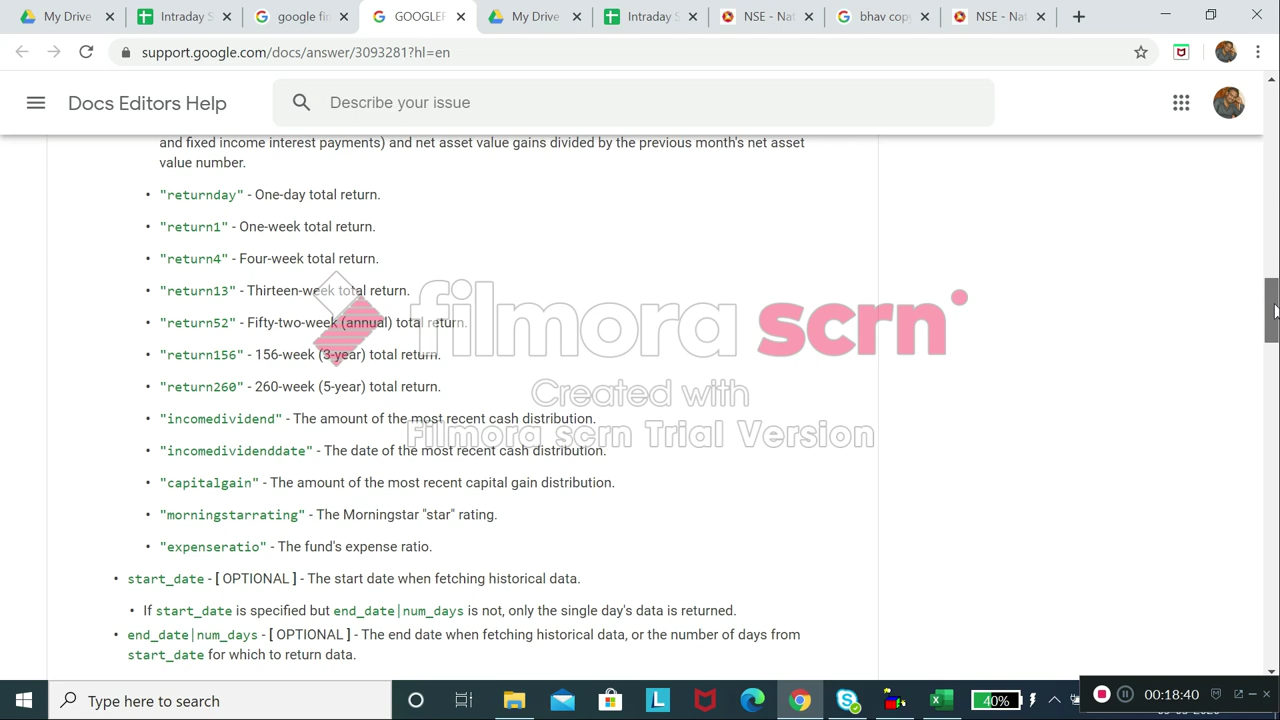 My Drive
Intraday S
google fin
GOOGLEF
My Drive
Intraday S
NSE - Nat
bhav copy
NSE - Nat
support.google.com/docs/answer/3093281?hl=en
Docs Editors Help
Describe your issue
and fixed income interest payments) and net asset value gains divided by the previous month's net asset
value number.
• "returnday" - One-day total return.
• "return1" - One-week total return.
• "return4" - Four-week total return.
• "return13" - Thirteen-week total return.
• "return52" - Fifty-two-week (annual) total return.
• "return156" - 156-week (3-year) total return.
• "return260" - 260-week (5-year) total return.
• "incomedividend" - The amount of the most recent cash distribution.
• "incomedividenddate" - The date of the most recent cash distribution.
• "capitalgain" - The amount of the most recent capital gain distribution.
• "morningstarrating" - The Morningstar "star" rating.
• "expenseratio" - The fund's expense ratio.
• start_date - [ OPTIONAL ] - The start date when fetching historical data.
• If start_date is specified but end_date|num_days is not, only the single day's data is returned.
• end_date|num_days - [ OPTIONAL ] - The end date when fetching historical data, or the number of days from
start_date for which to return data.
filmora scrn
Created with
Filmora scrn Trial Version
Type here to search
40%
00:18:40